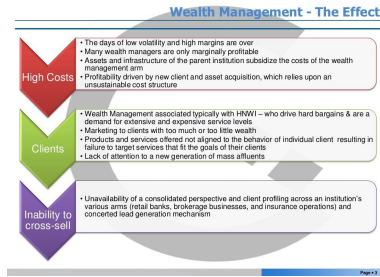 Wealth Management - The Effect
High Costs
• The days of low volatility and high margins are over
• Many wealth managers are only marginally profitable
• Assets and infrastructure of the parent institution subsidize the costs of the wealth
management arm
• Profitability driven by new client and asset acquisition, which relies upon an
unsustainable cost structure
Clients
• Wealth Management associated typically with HNWI – who drive hard bargains & are a
demand for extensive and expensive service levels
• Marketing to clients with too much or too little wealth
• Products and services offered not aligned to the behavior of individual client resulting in
failure to target services that fit the goals of their clients
• Lack of attention to a new generation of mass affluents
Inability to
cross-sell
• Unavailability of a consolidated perspective and client profiling across an institution's
various arms (retail banks, brokerage businesses, and insurance operations) and
concerted lead generation mechanism
Page • 3